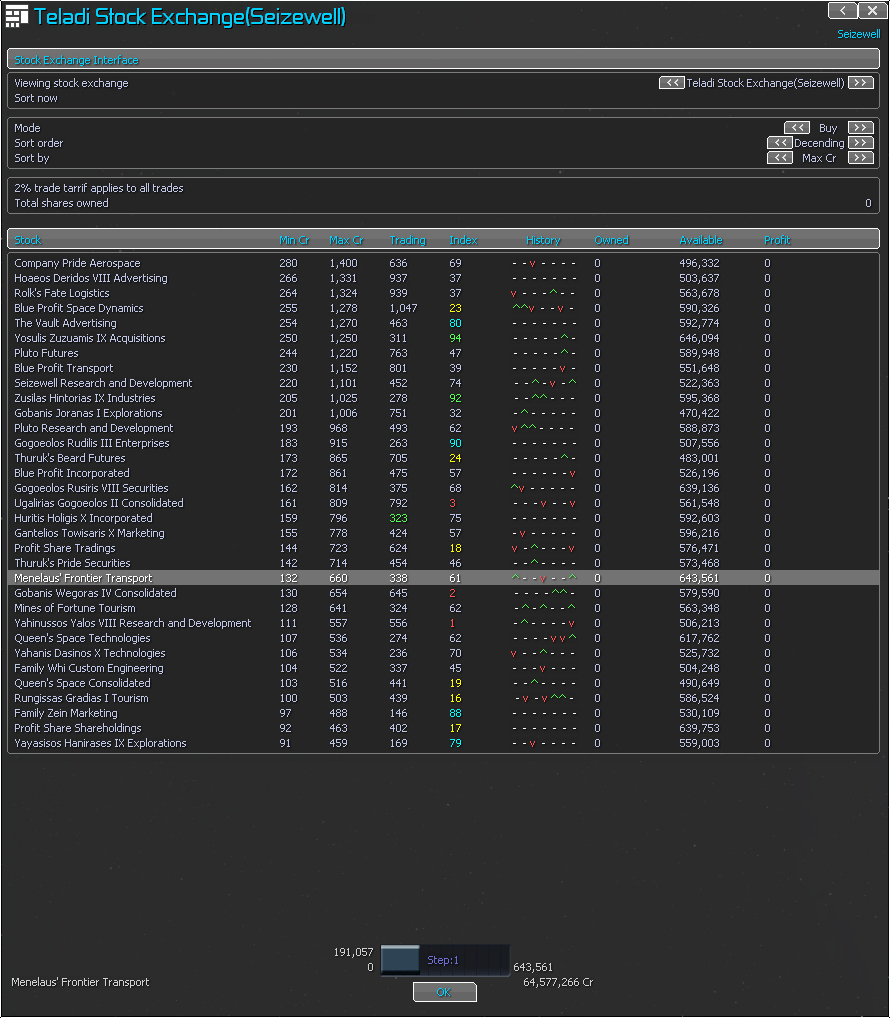 Teladi Stock Exchange(Seizewell)
< X
Seizewell
Stock Exchange Interface
Viewing stock exchange << Teladi Stock Exchange(Seizewell) >>
Sort now
Mode << Buy >>
Sort order << Decending >>
Sort by << Max Cr >>
2% trade tarrif applies to all trades
Total shares owned 0
Stock Min Cr Max Cr Trading Index History Owned Available Profit
Company Pride Aerospace 280 1,400 636 69 - - v - - - - 0 496,332 0
Hoaeos Deridos VIII Advertising 266 1,331 937 37 - - - - - - - 0 503,637 0
Rolk's Fate Logistics 264 1,324 939 37 v - - - ^ - - 0 563,678 0
Blue Profit Space Dynamics 255 1,278 1,047 23 ^ ^ v - - v - 0 590,326 0
The Vault Advertising 254 1,270 463 80 - - - - - - - 0 592,774 0
Yosulis Zuzuamis IX Acquisitions 250 1,250 311 94 - - - - - ^ - 0 646,094 0
Pluto Futures 244 1,220 763 47 - - - - - ^ - 0 589,948 0
Blue Profit Transport 230 1,152 801 39 - - - - - v - 0 551,648 0
Seizewell Research and Development 220 1,101 452 74 - - ^ - v - ^ 0 522,363 0
Zusilas Hintorias IX Industries 205 1,025 278 92 - - ^ ^ - - - 0 595,368 0
Gobanis Joranas I Explorations 201 1,006 751 32 - ^ - - - - - 0 470,422 0
Pluto Research and Development 193 968 493 62 v ^ ^ - - - - 0 588,873 0
Gogoeolos Rudilis III Enterprises 183 915 263 90 - - - - - - - 0 507,556 0
Thuruk's Beard Futures 173 865 705 24 - - - - - ^ - 0 483,001 0
Blue Profit Incorporated 172 861 475 57 - - - - - - v 0 526,196 0
Gogoeolos Rusiris VIII Securities 162 814 375 68 ^ v - - - - - 0 639,136 0
Ugalirias Gogoeolos II Consolidated 161 809 792 3 - - - v - - v 0 561,548 0
Huritis Holigis X Incorporated 159 796 323 75 - - - - - - - 0 592,603 0
Gantelios Towisaris X Marketing 155 778 424 57 - v - - - - - 0 596,216 0
Profit Share Tradings 144 723 624 18 v - ^ - - - v 0 576,471 0
Thuruk's Pride Securities 142 714 454 46 - - ^ - - - - 0 573,468 0
Menelaus' Frontier Transport 132 660 338 61 ^ - - v - - ^ 0 643,561 0
Gobanis Wegoras IV Consolidated 130 654 645 2 - - - - ^ ^ - 0 579,590 0
Mines of Fortune Tourism 128 641 324 62 - ^ - ^ - - ^ 0 563,348 0
Yahinussos Yalos VIII Research and Development 111 557 556 1 - ^ - - - - v 0 506,213 0
Queen's Space Technologies 107 536 274 62 - - - - v v ^ 0 617,762 0
Yahanis Dasinos X Technologies 106 534 236 70 v - - ^ - - - 0 525,732 0
Family Whi Custom Engineering 104 522 337 45 - - - v - - - 0 504,248 0
Queen's Space Consolidated 103 516 441 19 - - ^ - - - - 0 490,649 0
Rungissas Gradias I Tourism 100 503 439 16 - v - v ^ ^ - 0 586,524 0
Family Zein Marketing 97 488 146 88 - - - - - - - 0 530,109 0
Profit Share Shareholdings 92 463 402 17 - - - - - - - 0 639,753 0
Yayasisos Hanirases IX Explorations 91 459 169 79 - - v - - - - 0 559,003 0
191,057
0 Step:1 643,561
Menelaus' Frontier Transport 64,577,266 Cr
OK